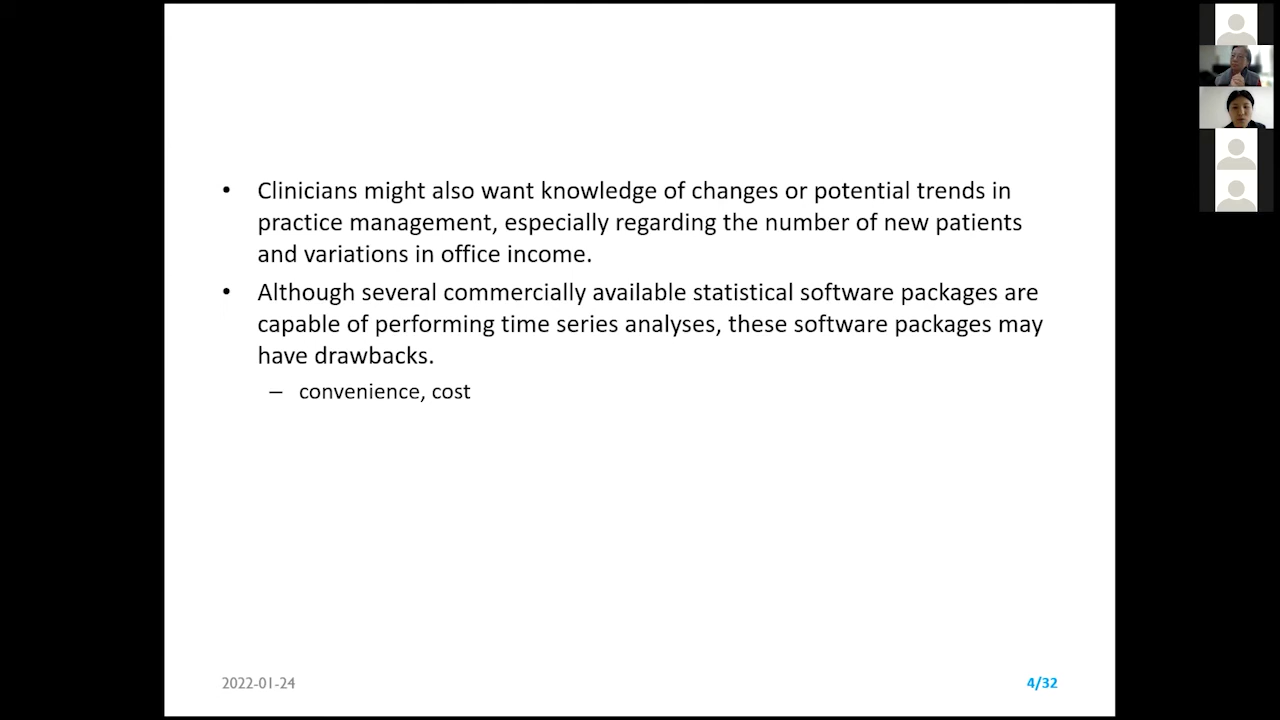 • Clinicians might also want knowledge of changes or potential trends in
practice management, especially regarding the number of new patients
and variations in office income.
• Although several commercially available statistical software packages are
capable of performing time series analyses, these software packages may
have drawbacks.
– convenience, cost
2022-01-24
4/32